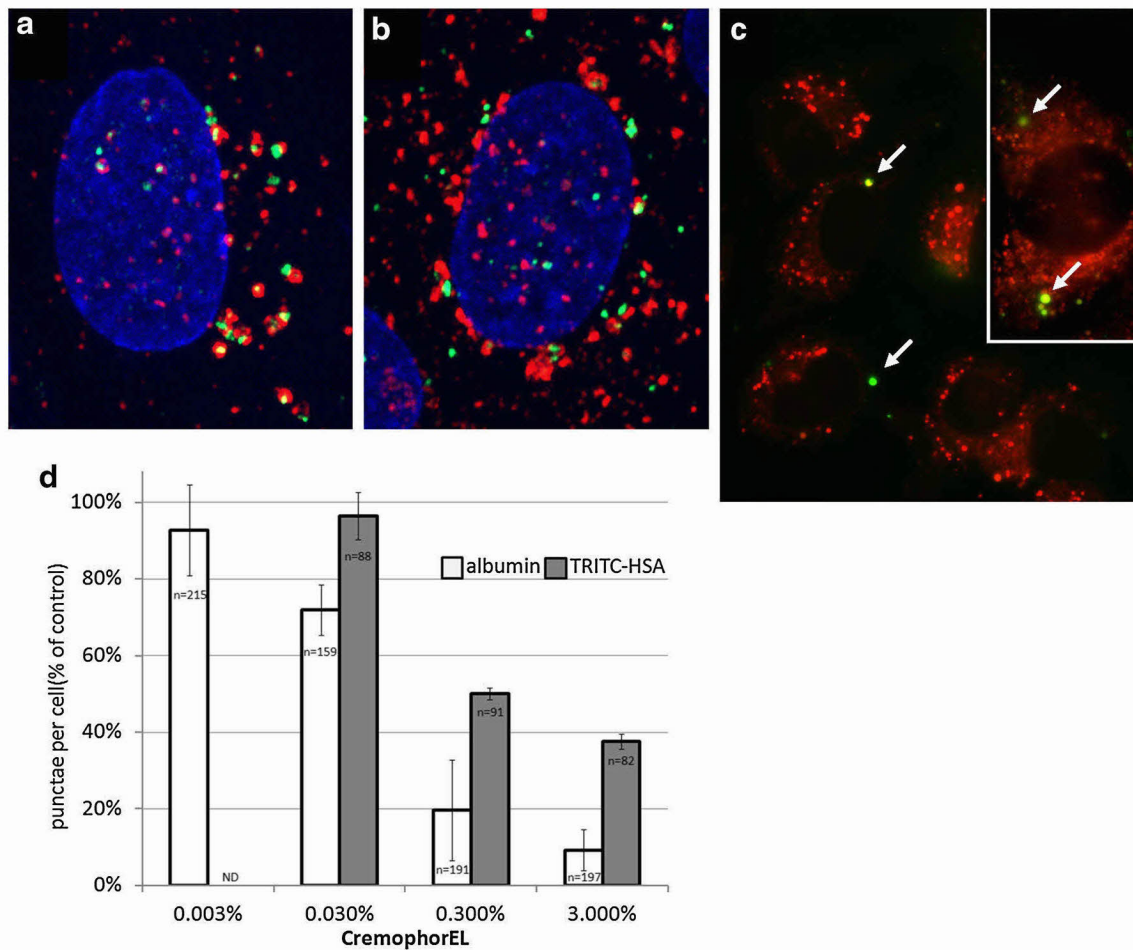 a
b
c
d
100%
80%
60%
40%
20%
0%
punctae per cell(% of control)
albumin TRITC-HSA
n=215
ND
n=159
n=88
n=191
n=91
n=197
n=82
0.003% 0.030% 0.300% 3.000%
CremophorEL